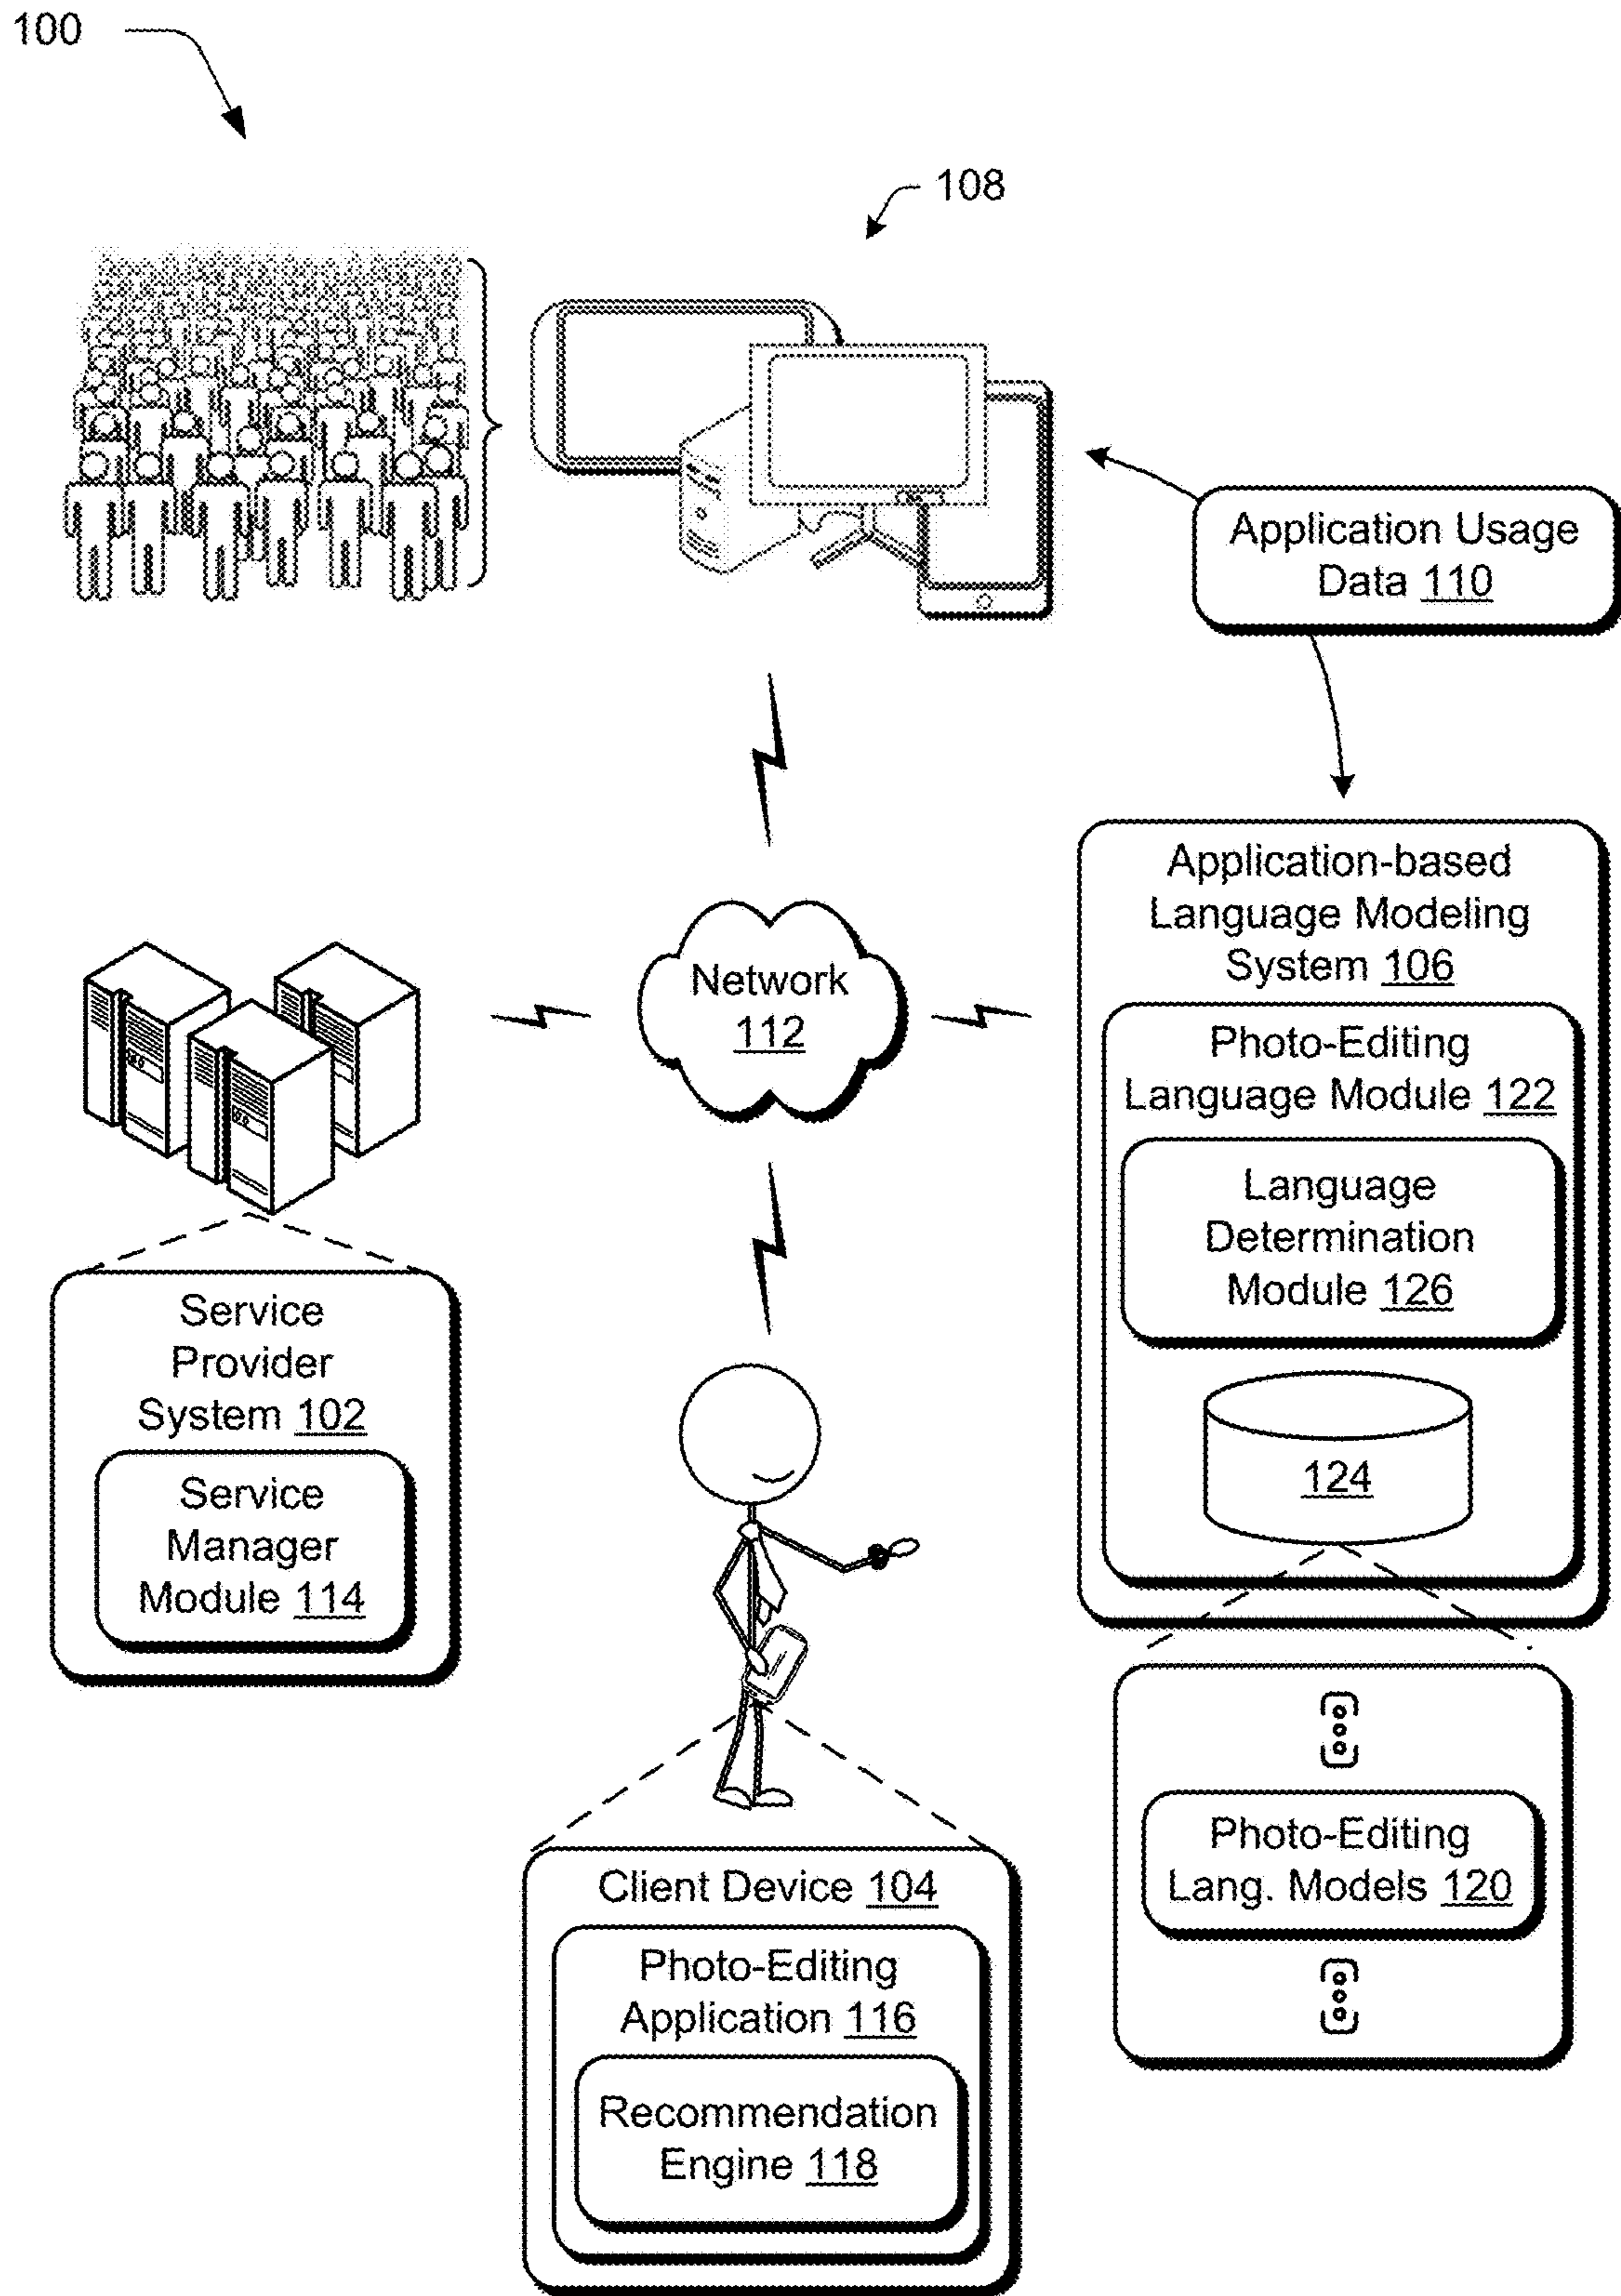 100
108
Application Usage
Data 110
Application-based
Language Modeling
System 106
Photo-Editing
Language Module 122
Language
Determination
Module 126
124
Network
112
Service
Provider
System 102
Service
Manager
Module 114
Photo-Editing
Lang. Models 120
Client Device 104
Photo-Editing
Application 116
Recommendation
Engine 118